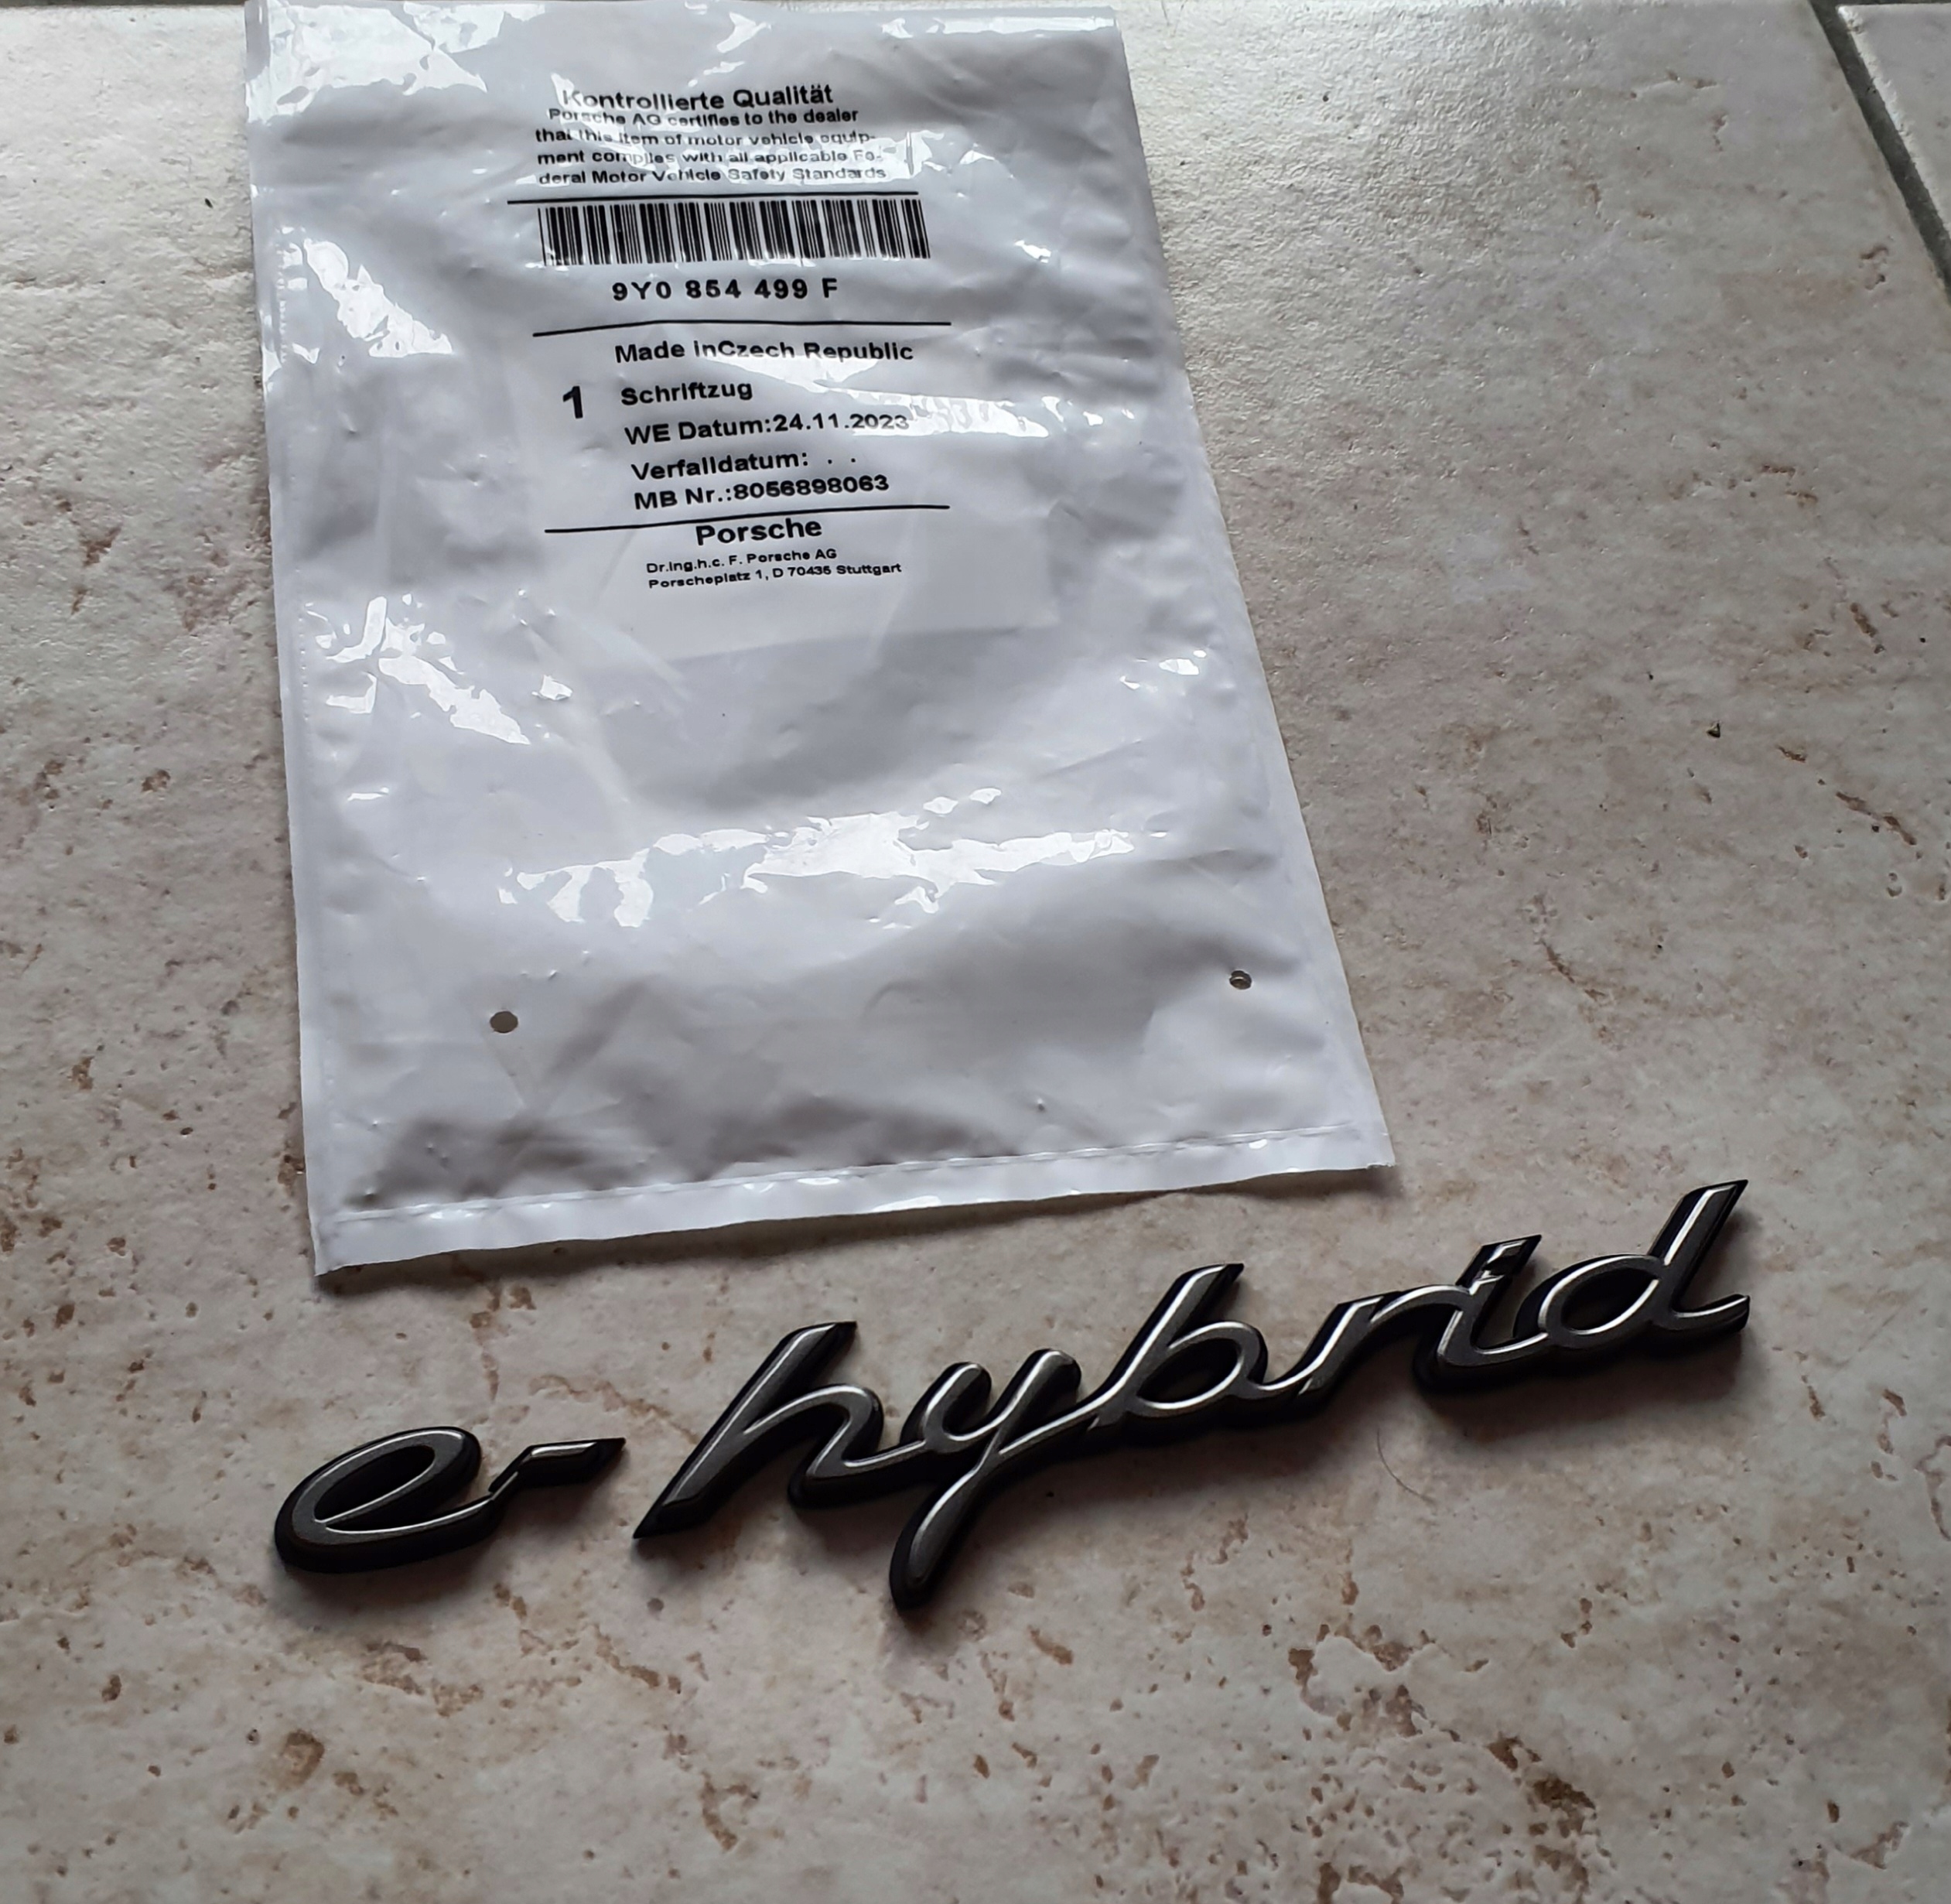 Kontrollierte Qualität
Porsche AG certifies to the dealer
that this item of motor vehicle equip-
ment complies with all applicable Fe-
deral Motor Vehicle Safety Standards
9Y0 854 499 F
Made inCzech Republic
1 Schriftzug
WE Datum:24.11.2023
Verfalldatum: . .
MB Nr.:8056898063
Porsche
Dr.Ing.h.c. F. Porsche AG
Porscheplatz 1, D 70435 Stuttgart
e-hybrid